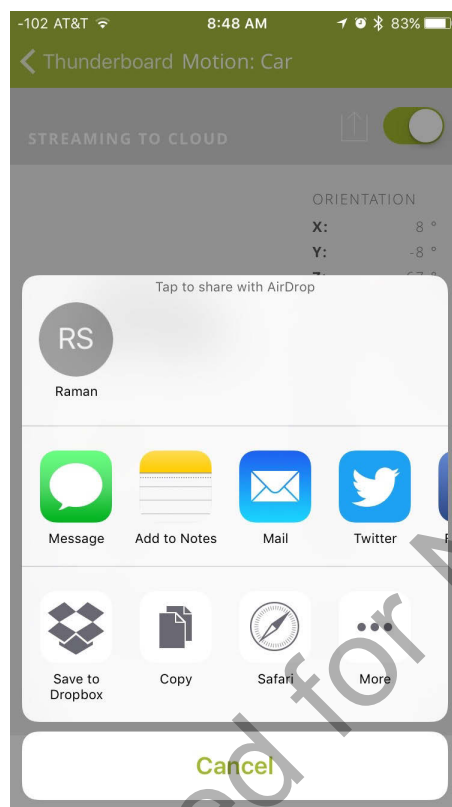 -102 AT&T 8:48 AM 83%
Thunderboard Motion: Car
STREAMING TO CLOUD
ORIENTATION
X: 8 °
Y: -8 °
Tap to share with AirDrop
RS
Raman
Message Add to Notes Mail Twitter
Save to Dropbox Copy Safari More
Cancel